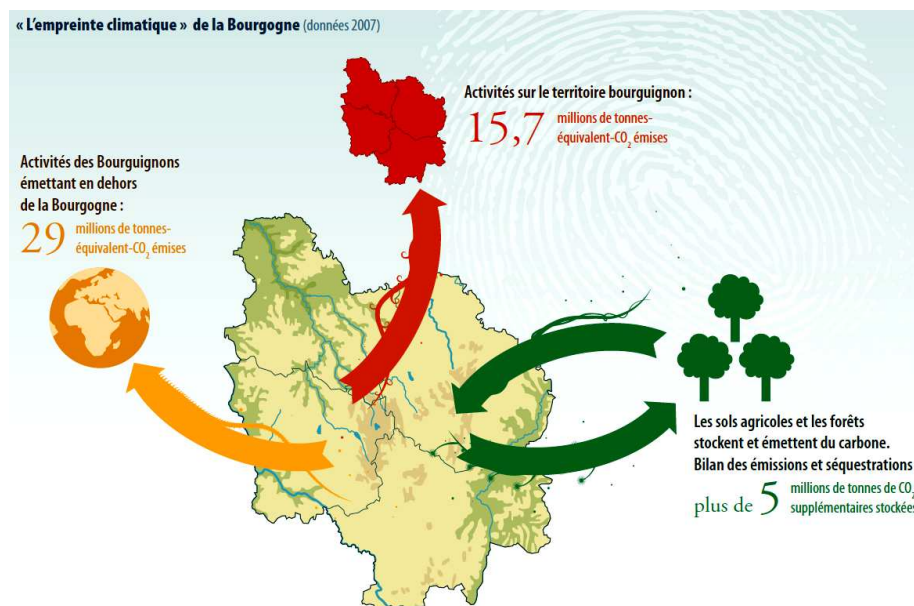 « L'empreinte climatique » de la Bourgogne (données 2007)
Activités sur le territoire bourguignon :
15,7 millions de tonnes-
équivalent-CO₂ émises
Activités des Bourguignons
émettant en dehors
de la Bourgogne :
29 millions de tonnes-
équivalent-CO₂ émises
Les sols agricoles et les forêts
stockent et émettent du carbone.
Bilan des émissions et séquestrations
plus de 5 millions de tonnes de CO₂
supplémentaires stockées